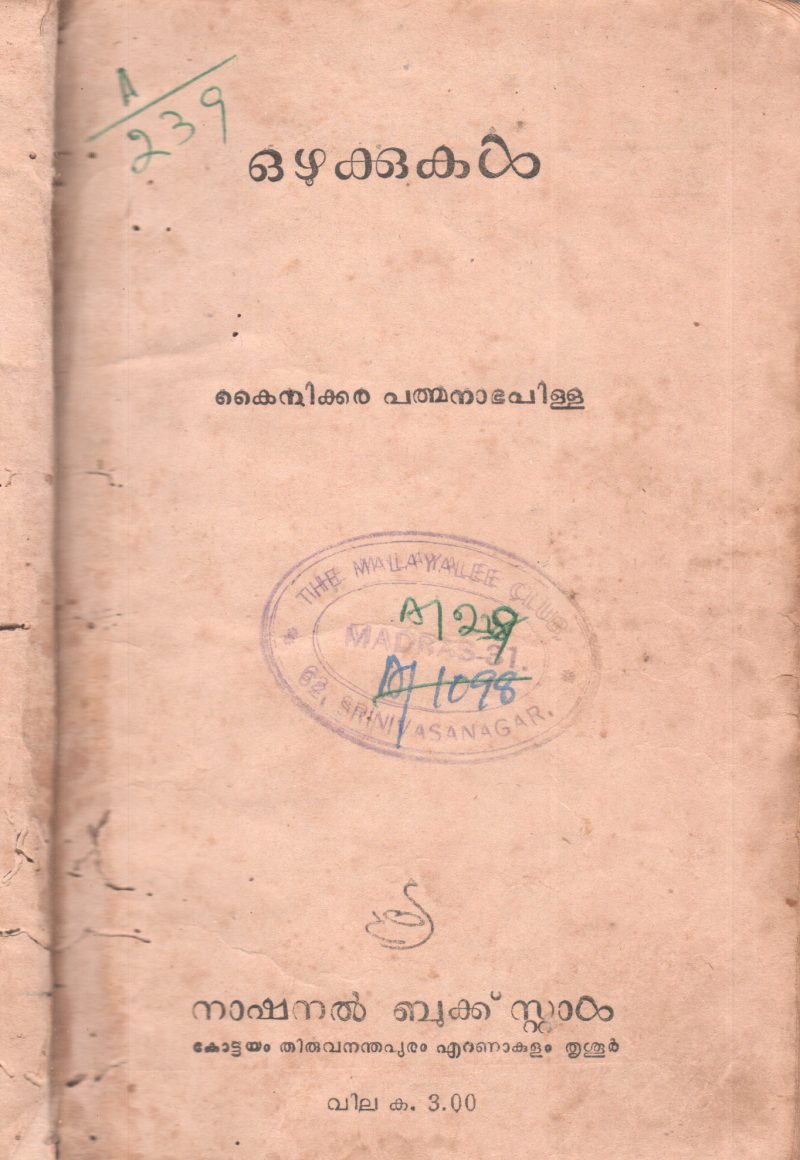 A
239
ഒഴുക്കുകൾ
കൈനിക്കര പത്മനാഭപിള്ള
THE MALAYALEE CLUB
A/ 239
MADRAS-31.
A/ 1098
62, SRINIVASANAGAR.
നാഷനൽ ബുക്ക് സ്റ്റാൾ
കോട്ടയം തിരുവനന്തപുരം എറണാകുളം തൃശൂർ
വില ക. 3.00